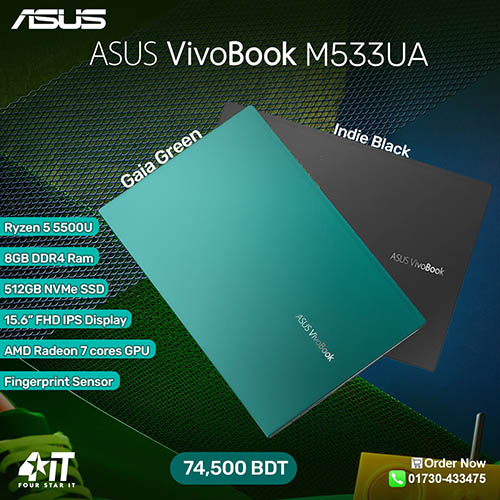 ASUS
ASUS VivoBook M533UA
Gaia Green
Indie Black
ASUS VivoBook
ASUS VivoBook
Ryzen 5 5500U
8GB DDR4 Ram
512GB NVMe SSD
15.6" FHD IPS Display
AMD Radeon 7 cores GPU
Fingerprint Sensor
4IT
FOUR STAR IT
74,500 BDT
Order Now
01730-433475